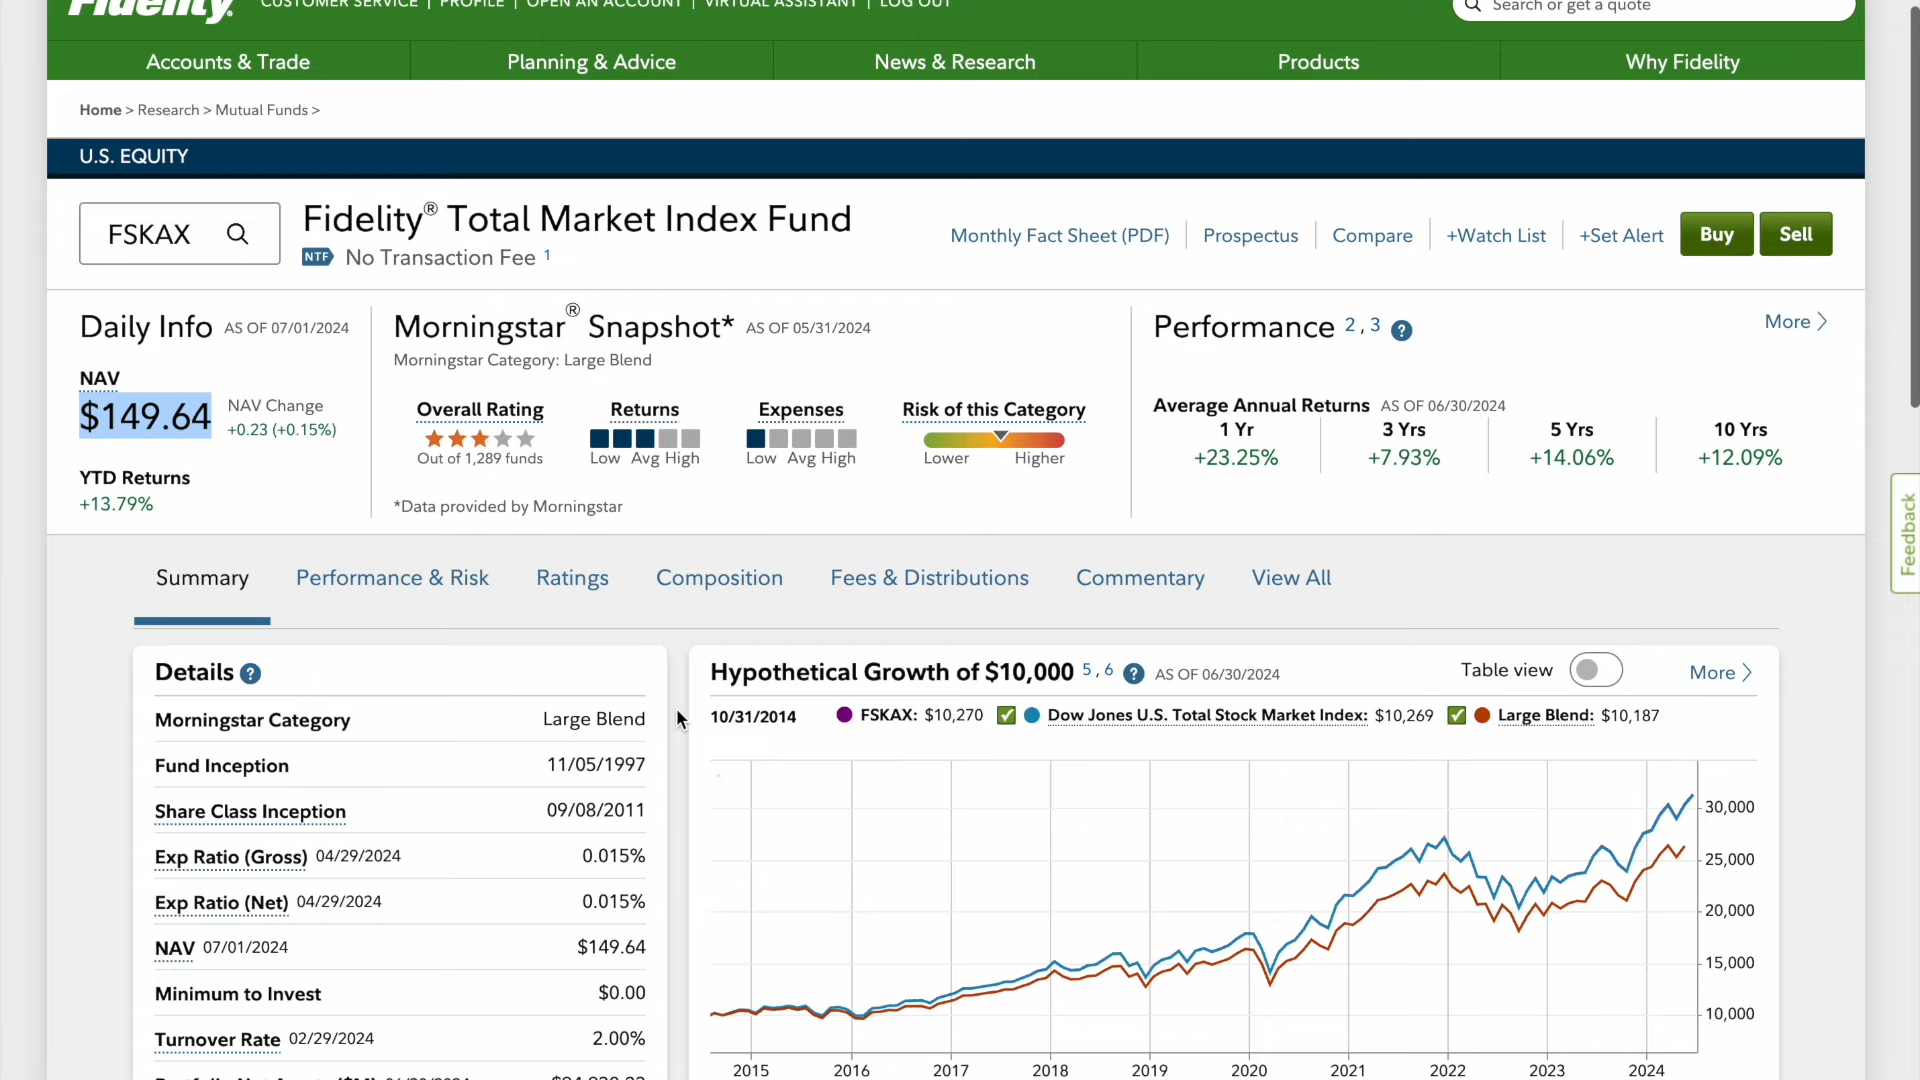 Fidelity
CUSTOMER SERVICE | PROFILE | OPEN AN ACCOUNT | VIRTUAL ASSISTANT | LOG OUT
Search or get a quote
Accounts & Trade Planning & Advice News & Research Products Why Fidelity
Home > Research > Mutual Funds >
U.S. EQUITY
FSKAX
Fidelity® Total Market Index Fund
NTF No Transaction Fee 1
Monthly Fact Sheet (PDF) Prospectus Compare +Watch List +Set Alert Buy Sell
Daily Info AS OF 07/01/2024
NAV
$149.64
NAV Change
+0.23 (+0.15%)
YTD Returns
+13.79%
Morningstar® Snapshot* AS OF 05/31/2024
Morningstar Category: Large Blend
Overall Rating Returns Expenses Risk of this Category
Out of 1,289 funds Low Avg High Low Avg High Lower Higher
*Data provided by Morningstar
Performance 2, 3 ? More
Average Annual Returns AS OF 06/30/2024
1 Yr 3 Yrs 5 Yrs 10 Yrs
+23.25% +7.93% +14.06% +12.09%
Feedback
Summary Performance & Risk Ratings Composition Fees & Distributions Commentary View All
Details ?
Morningstar Category Large Blend
Fund Inception 11/05/1997
Share Class Inception 09/08/2011
Exp Ratio (Gross) 04/29/2024 0.015%
Exp Ratio (Net) 04/29/2024 0.015%
NAV 07/01/2024 $149.64
Minimum to Invest $0.00
Turnover Rate 02/29/2024 2.00%
Hypothetical Growth of $10,000 5, 6 ? AS OF 06/30/2024 Table view More
10/31/2014 FSKAX: $10,270 Dow Jones U.S. Total Stock Market Index: $10,269 Large Blend: $10,187
30,000
25,000
20,000
15,000
10,000
2015 2016 2017 2018 2019 2020 2021 2022 2023 2024